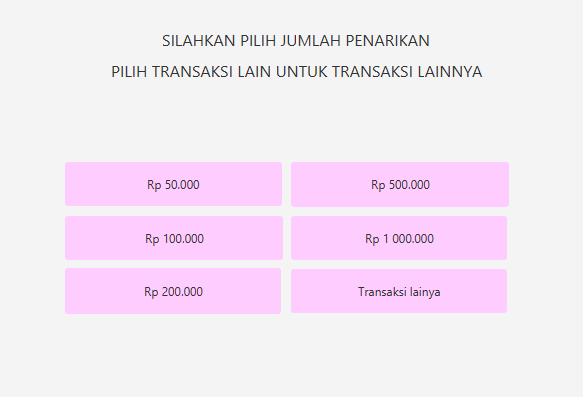 SILAHKAN PILIH JUMLAH PENARIKAN
PILIH TRANSAKSI LAIN UNTUK TRANSAKSI LAINNYA
Rp 50.000
Rp 500.000
Rp 100.000
Rp 1 000.000
Rp 200.000
Transaksi lainya